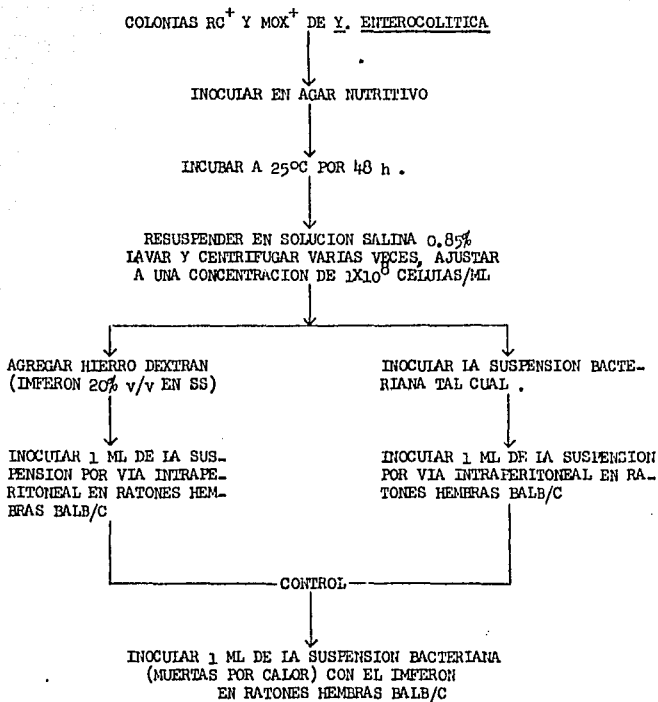 COLONIAS RC+ Y MOX+ DE Y. ENTEROCOLITICA
INOCULAR EN AGAR NUTRITIVO
INCUBAR A 25ºC POR 48 h .
RESUSPENDER EN SOLUCION SALINA 0.85%
LAVAR Y CENTRIFUGAR VARIAS VECES, AJUSTAR
A UNA CONCENTRACION DE 1X10⁸ CELULAS/ML
AGREGAR HIERRO DEXTRAN
(IMFERON 20% v/v EN SS)
INOCULAR LA SUSPENSION BACTE-
RIANA TAL CUAL .
INOCULAR 1 ML DE LA SUS-
PENSION POR VIA INTRAPE-
RITONEAL EN RATONES HEM-
BRAS BALB/C
INOCULAR 1 ML DE LA SUSPENSION
POR VIA INTRAPERITONEAL EN RA-
TONES HEMBRAS BALB/C
CONTROL
INOCULAR 1 ML DE LA SUSPENSION BACTERIANA
(MUERTAS POR CALOR) CON EL IMFERON
EN RATONES HEMBRAS BALB/C